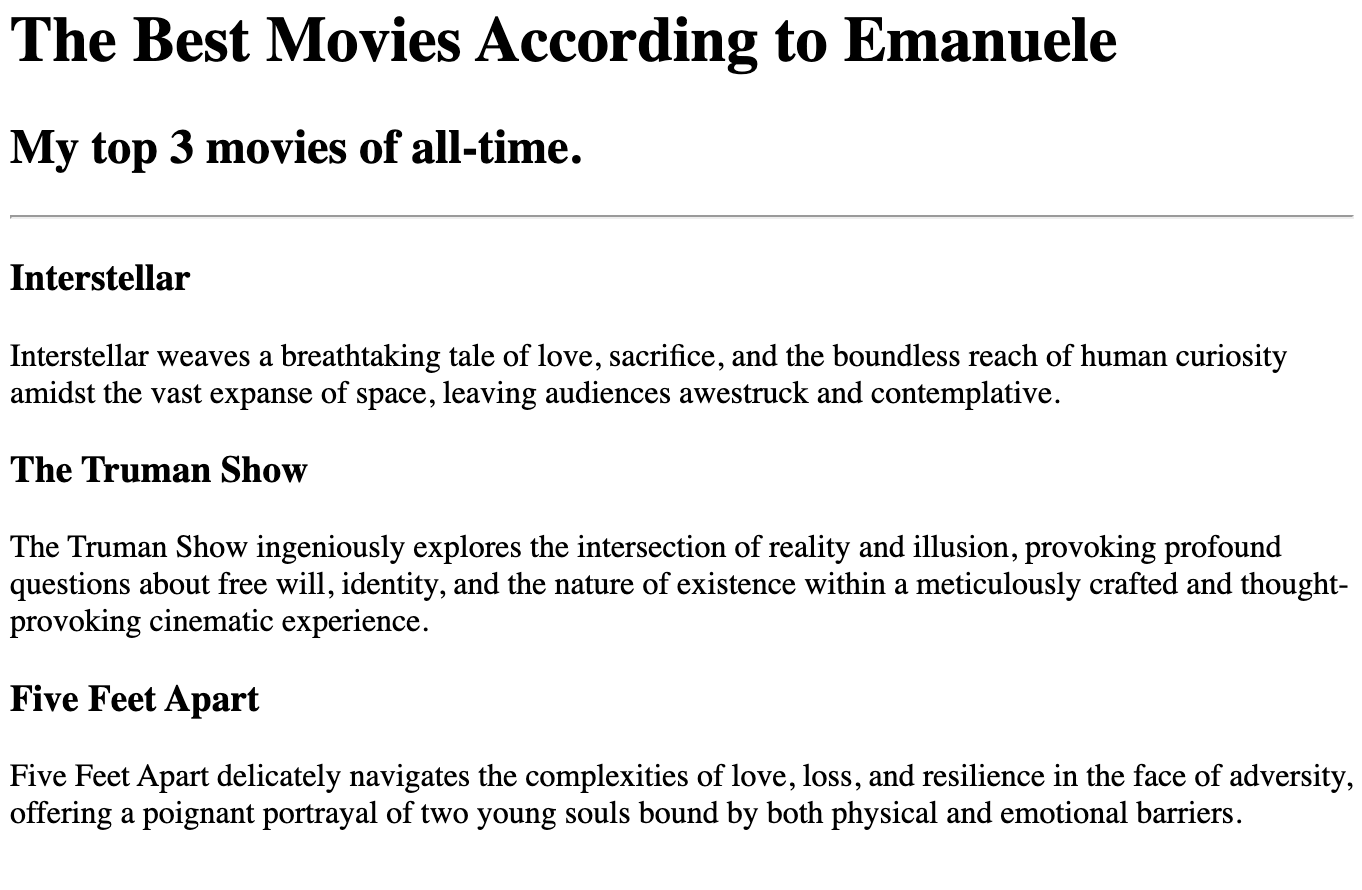 The Best Movies According to Emanuele
My top 3 movies of all-time.
Interstellar
Interstellar weaves a breathtaking tale of love, sacrifice, and the boundless reach of human curiosity
amidst the vast expanse of space, leaving audiences awestruck and contemplative.
The Truman Show
The Truman Show ingeniously explores the intersection of reality and illusion, provoking profound
questions about free will, identity, and the nature of existence within a meticulously crafted and thought-
provoking cinematic experience.
Five Feet Apart
Five Feet Apart delicately navigates the complexities of love, loss, and resilience in the face of adversity,
offering a poignant portrayal of two young souls bound by both physical and emotional barriers.